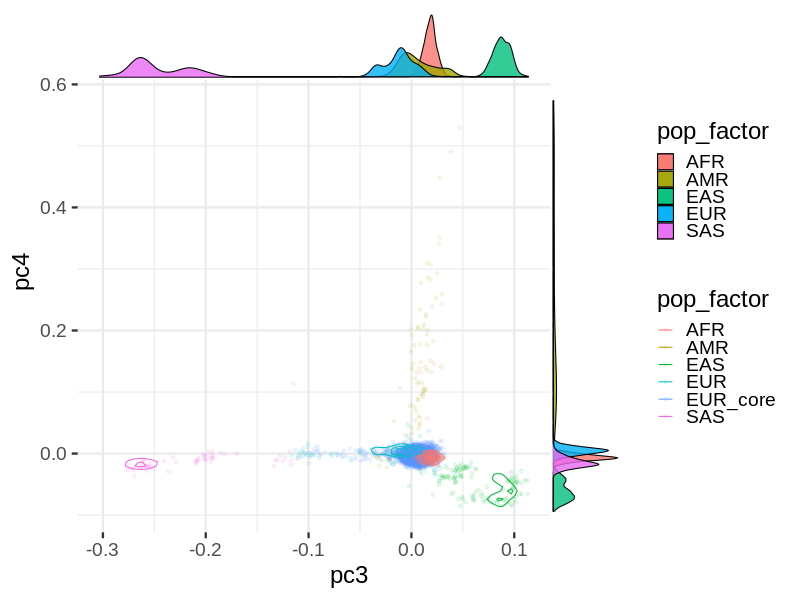 0.6
0.4
0.2
0.0
pc4
-0.3
-0.2
-0.1
0.0
0.1
pc3
pop_factor
AFR
AMR
EAS
EUR
SAS
pop_factor
AFR
AMR
EAS
EUR
EUR_core
SAS